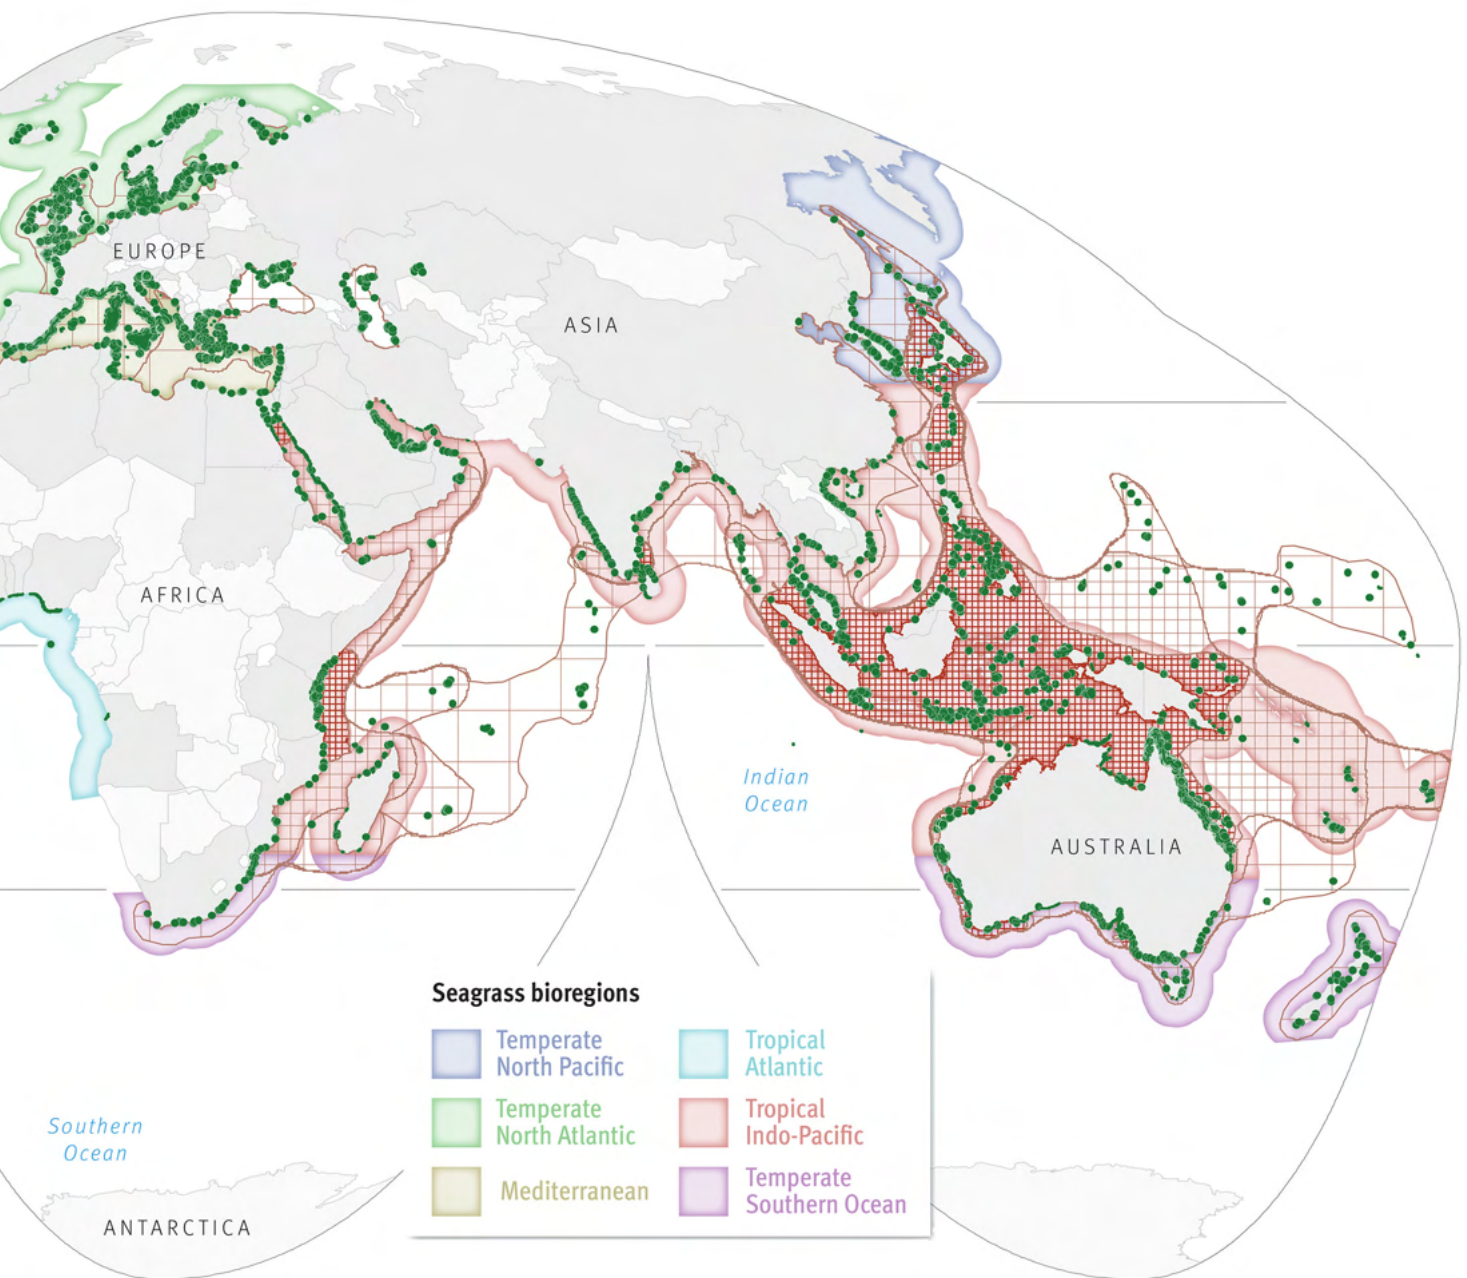 EUROPE
ASIA
AFRICA
Indian
Ocean
AUSTRALIA
Seagrass bioregions
Temperate
North Pacific
Tropical
Atlantic
Temperate
North Atlantic
Tropical
Indo-Pacific
Mediterranean
Temperate
Southern Ocean
Southern
Ocean
ANTARCTICA